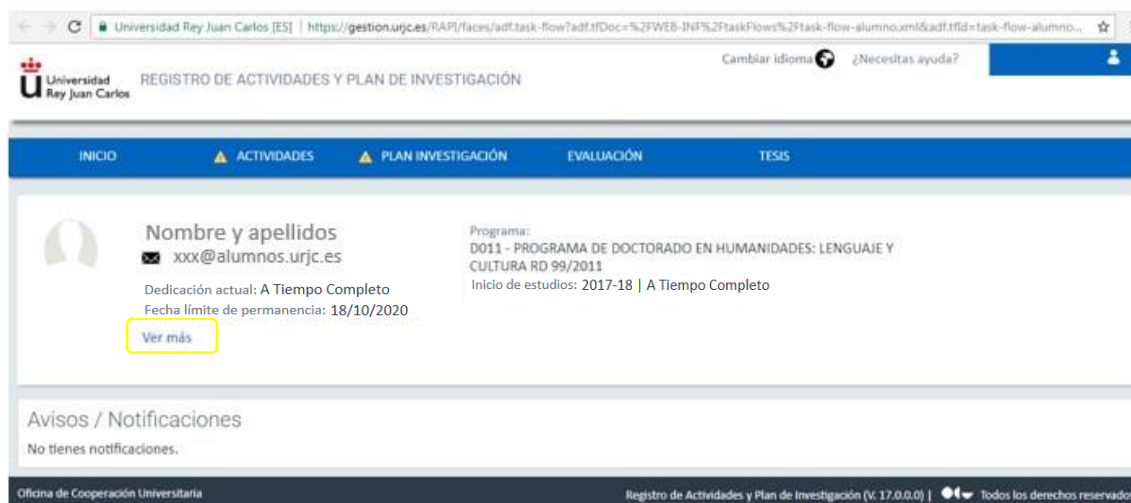 Universidad Rey Juan Carlos [ES] | https://gestion.urjc.es/RAPI/faces/adf.task-flow?adf.tfDoc=%2FWEB-INF%2FtaskFlows%2Ftask-flow-alumno.xml&adf.tfId=task-flow-alumno...
Cambiar idioma ¿Necesitas ayuda?
Universidad
Rey Juan Carlos
REGISTRO DE ACTIVIDADES Y PLAN DE INVESTIGACIÓN
INICIO ACTIVIDADES PLAN INVESTIGACIÓN EVALUACIÓN TESIS
Nombre y apellidos
xxx@alumnos.urjc.es
Dedicación actual: A Tiempo Completo
Fecha límite de permanencia: 18/10/2020
Ver más
Programa:
D011 - PROGRAMA DE DOCTORADO EN HUMANIDADES: LENGUAJE Y
CULTURA RD 99/2011
Inicio de estudios: 2017-18 | A Tiempo Completo
Avisos / Notificaciones
No tienes notificaciones.
Oficina de Cooperación Universitaria
Registro de Actividades y Plan de Investigación (V. 17.0.0.0) | Todos los derechos reservados